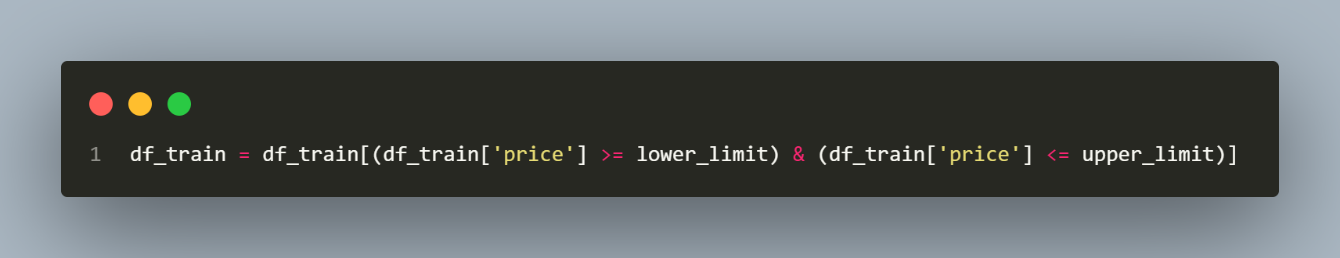 1 df_train = df_train[(df_train['price'] >= lower_limit) & (df_train['price'] <= upper_limit)]